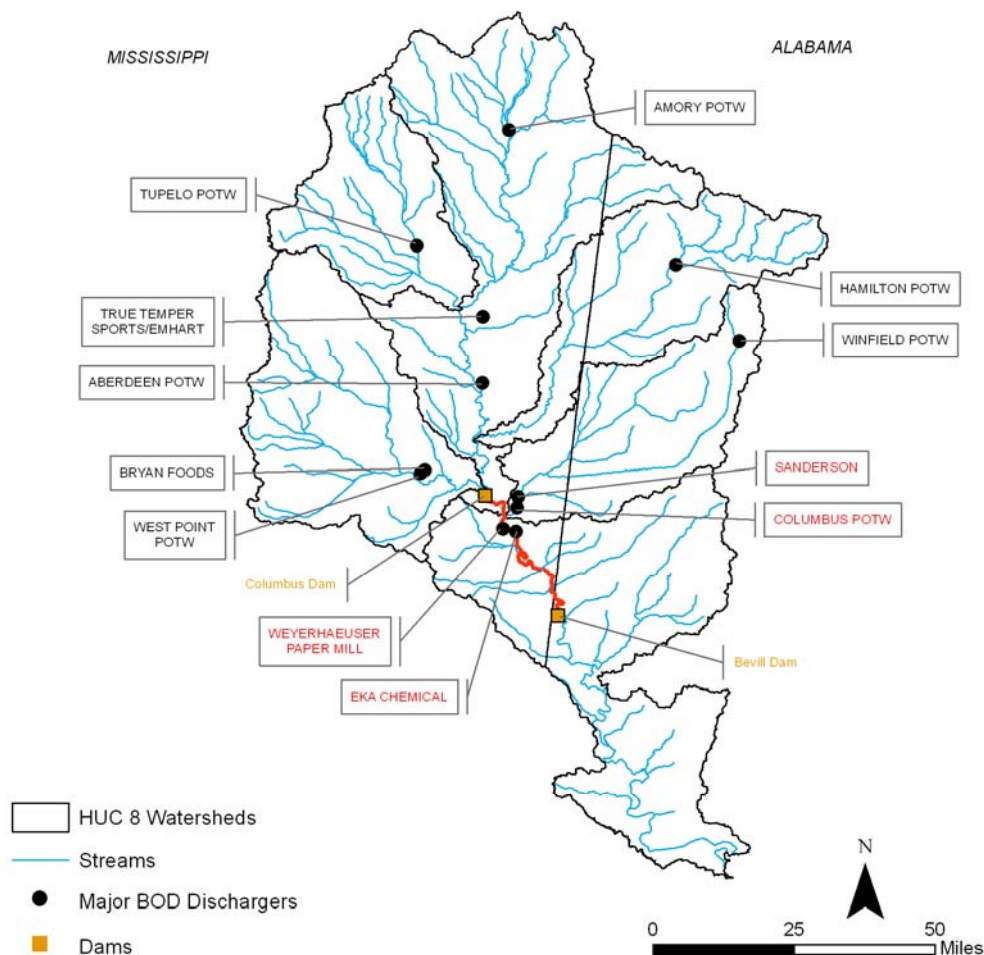 MISSISSIPPI
ALABAMA
AMORY POTW
TUPELO POTW
HAMILTON POTW
TRUE TEMPER
SPORTS/EMHART
WINFIELD POTW
ABERDEEN POTW
BRYAN FOODS
SANDERSON
WEST POINT
POTW
COLUMBUS POTW
Columbus Dam
WEYERHAEUSER
PAPER MILL
Bevill Dam
EKA CHEMICAL
HUC 8 Watersheds
Streams
Major BOD Dischargers
Dams
N
0 25 50
Miles